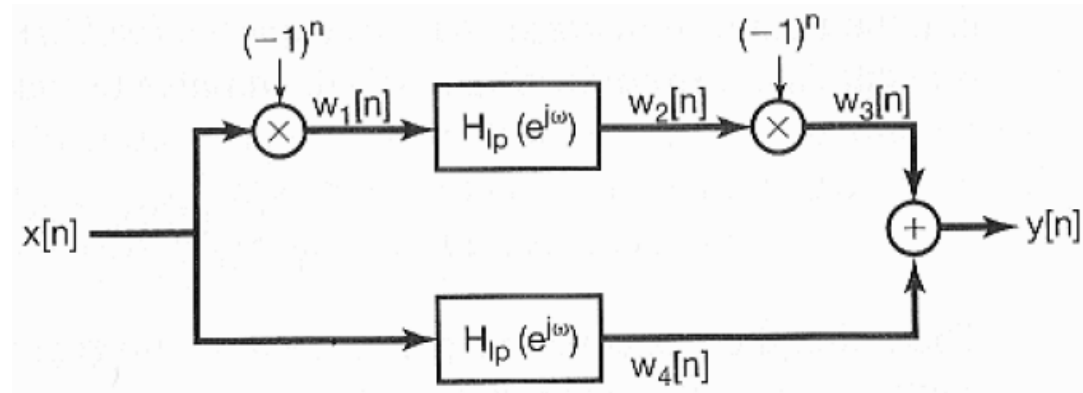 (−1)ⁿ
(−1)ⁿ
w₁[n]
H_lp (e^jω)
w₂[n]
w₃[n]
x[n]
+
y[n]
H_lp (e^jω)
w₄[n]